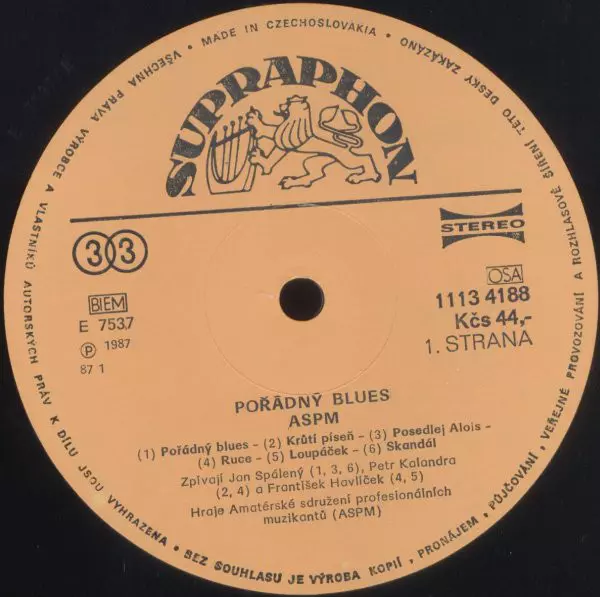 VŠECHNA PRÁVA VÝROBCE A VLASTNÍKŮ AUTORSKÝCH PRÁV K DÍLU JSOU VYHRAZENA • BEZ SOUHLASU JE VÝROBA KOPIÍ, PRONÁJEM, PŮJČOVÁNÍ, VEŘEJNÉ PROVOZOVÁNÍ A ROZHLASOVÉ ŠÍŘENÍ TÉTO DESKY ZAKÁZÁNO • MADE IN CZECHOSLOVAKIA •
SUPRAPHON
33
STEREO
BIEM
OSA
E 753,7
1113 4188
Ⓟ 1987
Kčs 44,-
87 1
1. STRANA
POŘÁDNÝ BLUES
ASPM
(1) Pořádný blues – (2) Krůtí píseň – (3) Posedlej Alois –
(4) Ruce – (5) Loupáček – (6) Skandál
Zpívají Jan Spálený (1, 3, 6), Petr Kalandra
(2, 4) a František Havlíček (4, 5)
Hraje Amatérské sdružení profesionálních
muzikantů (ASPM)